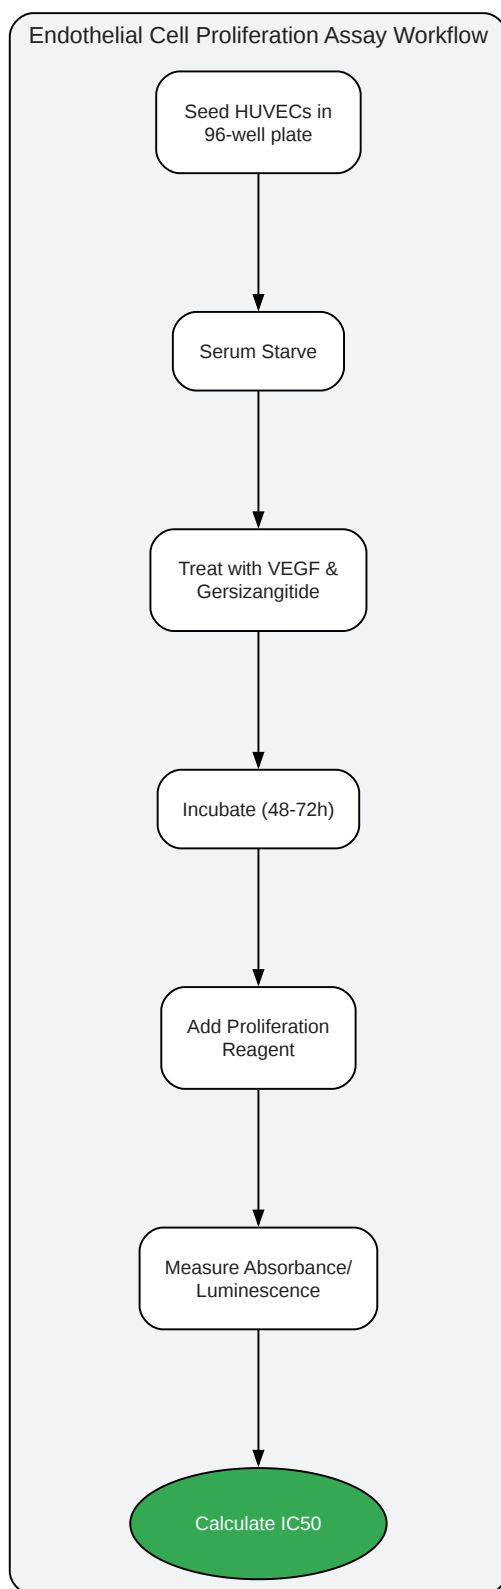 Endothelial Cell Proliferation Assay Workflow
Seed HUVECs in
96-well plate
Serum Starve
Treat with VEGF &
Gersizangitide
Incubate (48-72h)
Add Proliferation
Reagent
Measure Absorbance/
Luminescence
Calculate IC50